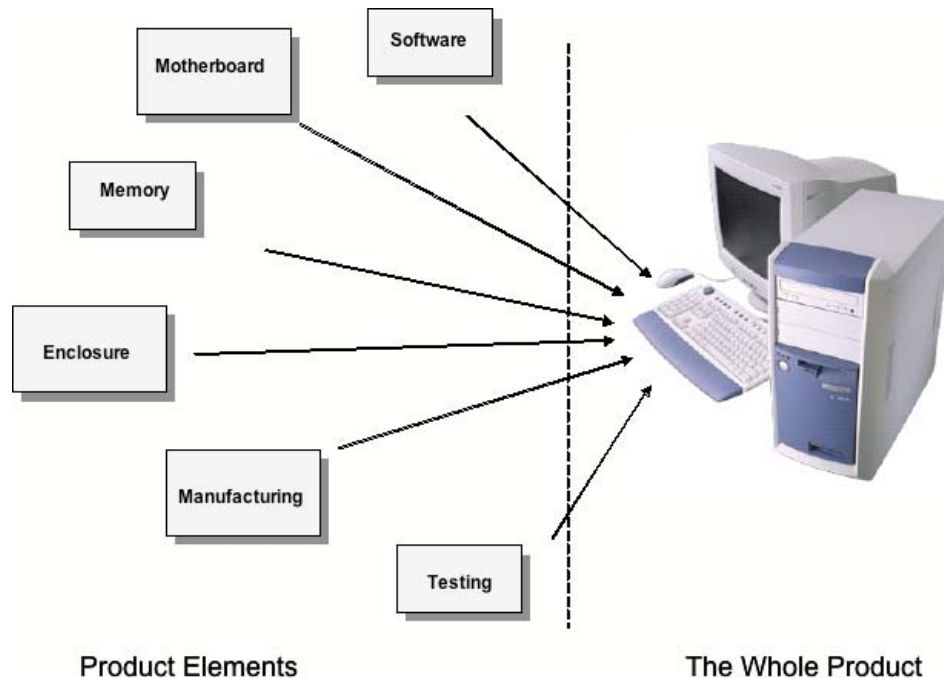 Software
Motherboard
Memory
Enclosure
Manufacturing
Testing
Product Elements
The Whole Product